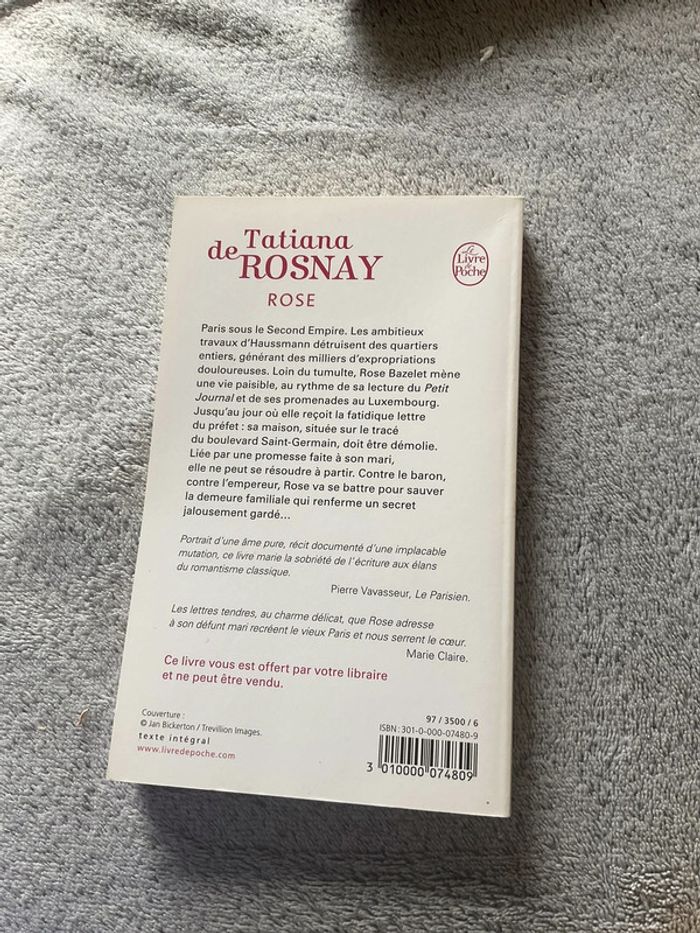 Tatiana
de ROSNAY
Le
Livre
de
Poche
ROSE
Paris sous le Second Empire. Les ambitieux
travaux d'Haussmann détruisent des quartiers
entiers, générant des milliers d'expropriations
douloureuses. Loin du tumulte, Rose Bazelet mène
une vie paisible, au rythme de sa lecture du Petit
Journal et de ses promenades au Luxembourg.
Jusqu'au jour où elle reçoit la fatidique lettre
du préfet : sa maison, située sur le tracé
du boulevard Saint-Germain, doit être démolie.
Liée par une promesse faite à son mari,
elle ne peut se résoudre à partir. Contre le baron,
contre l'empereur, Rose va se battre pour sauver
la demeure familiale qui renferme un secret
jalousement gardé...
Portrait d'une âme pure, récit documenté d'une implacable
mutation, ce livre marie la sobriété de l'écriture aux élans
du romantisme classique.
Pierre Vavasseur, Le Parisien.
Les lettres tendres, au charme délicat, que Rose adresse
à son défunt mari recréent le vieux Paris et nous serrent le cœur.
Marie Claire.
Ce livre vous est offert par votre libraire
et ne peut être vendu.
Couverture :
© Jan Bickerton / Trevillion Images.
texte intégral
www.livredepoche.com
97 / 3500 / 6
ISBN : 301-0-000-07480-9
3 010000 074809